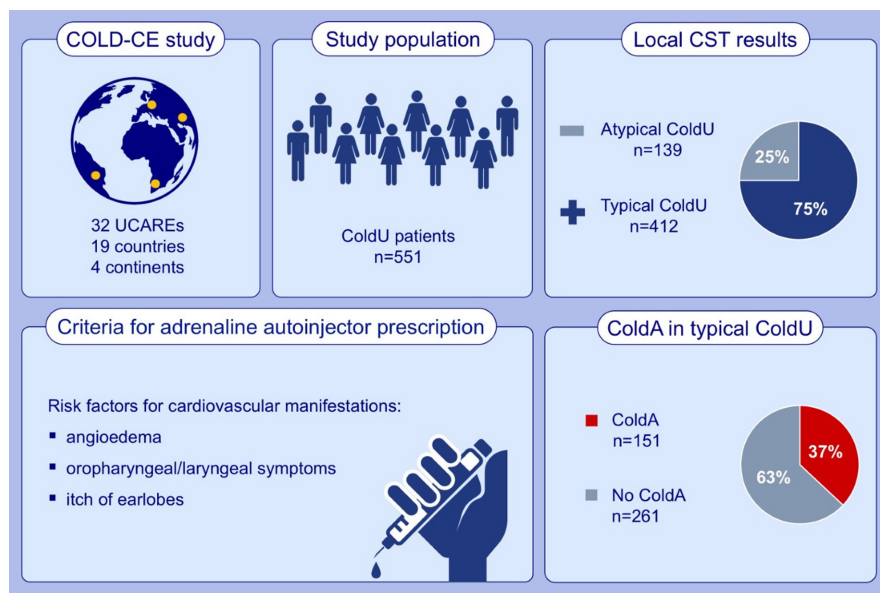 COLD-CE study
32 UCAREs
19 countries
4 continents
Study population
ColdU patients
n=551
Local CST results
Atypical ColdU
n=139
Typical ColdU
n=412
25%
75%
Criteria for adrenaline autoinjector prescription
Risk factors for cardiovascular manifestations:
▪ angioedema
▪ oropharyngeal/laryngeal symptoms
▪ itch of earlobes
ColdA in typical ColdU
ColdA
n=151
No ColdA
n=261
37%
63%